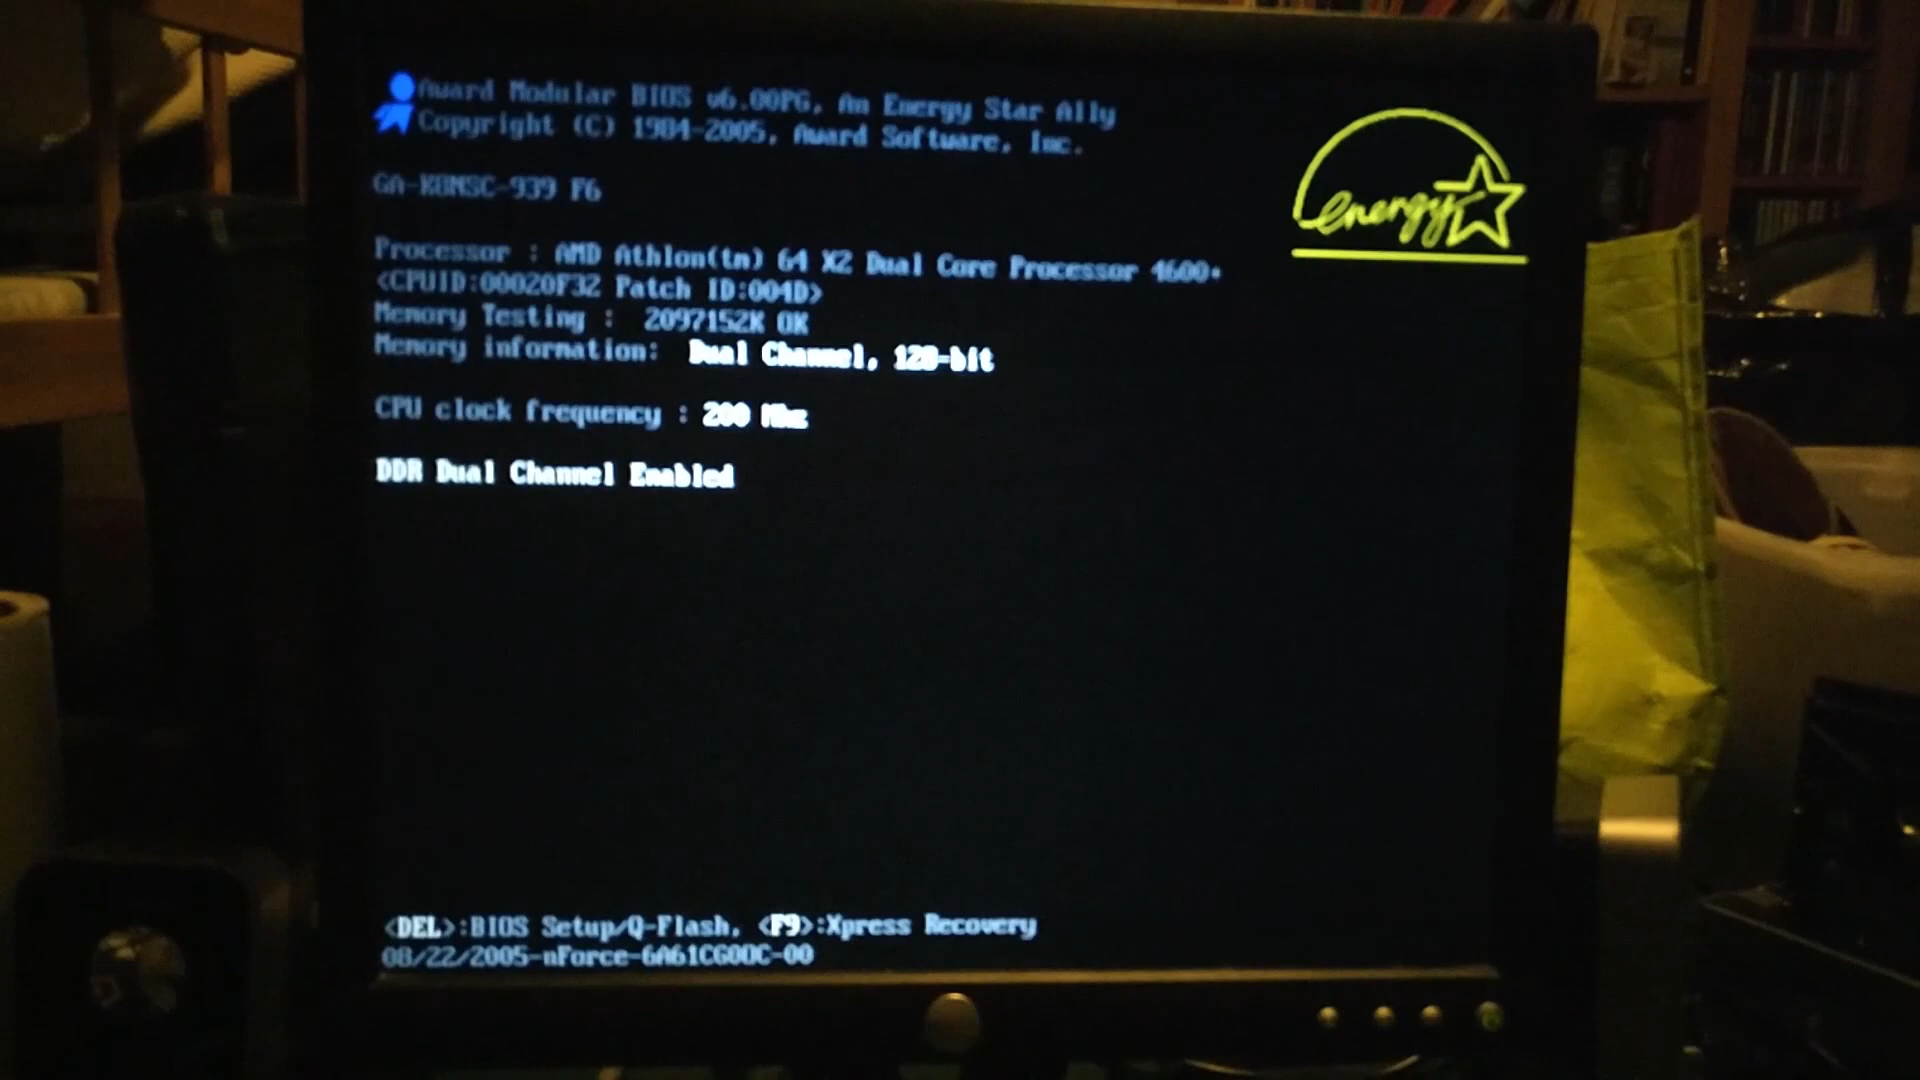 Award Modular BIOS v6.00PG, An Energy Star Ally
Copyright (C) 1984-2005, Award Software, Inc.
energy
GA-K8NSC-939 F6
Processor : AMD Athlon(tm) 64 X2 Dual Core Processor 4600+
<CPUID:00020F32 Patch ID:004D>
Memory Testing : 2097152K OK
Memory information: Dual Channel, 128-bit
CPU clock frequency : 200 Mhz
DDR Dual Channel Enabled
<DEL>:BIOS Setup/Q-Flash, <F9>:Xpress Recovery
08/22/2005-nForce-6A61CG0DC-00